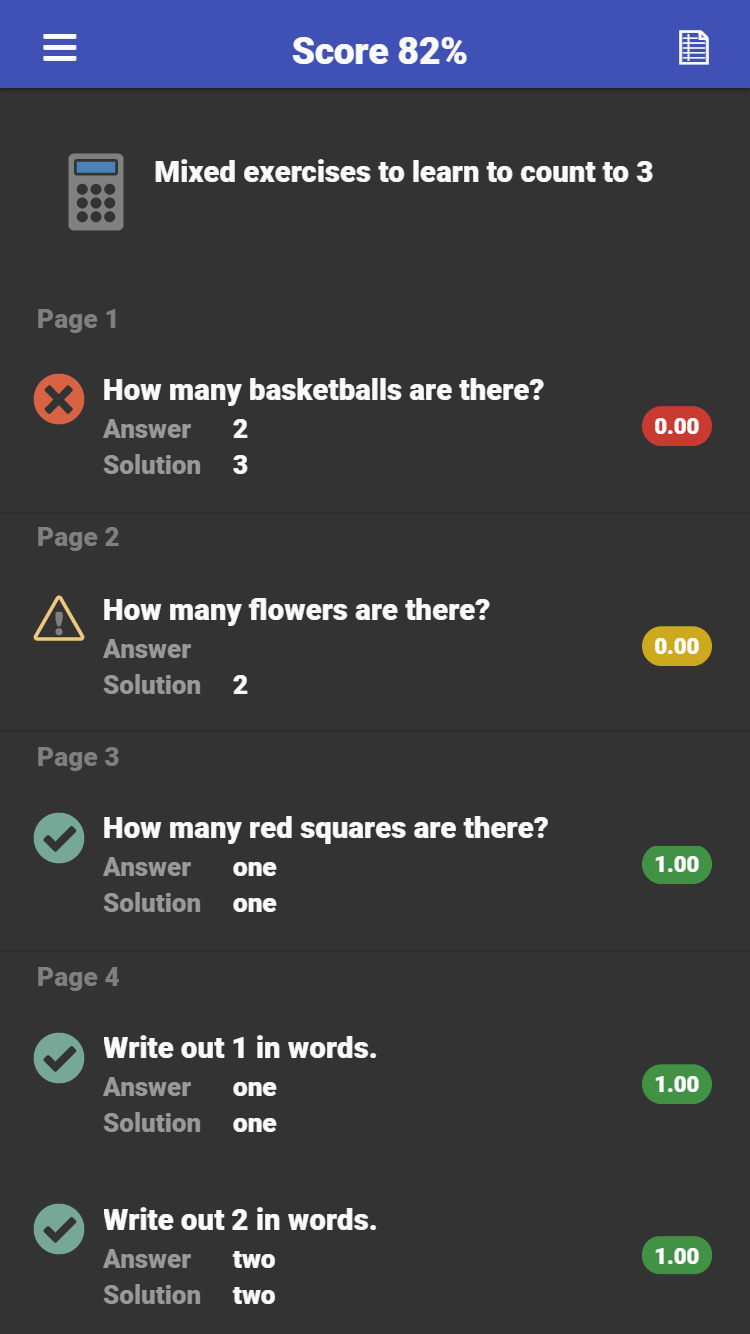 Score 82%
Mixed exercises to learn to count to 3
Page 1
How many basketballs are there?
Answer 2
0.00
Solution 3
Page 2
How many flowers are there?
Answer
0.00
Solution 2
Page 3
How many red squares are there?
Answer one
1.00
Solution one
Page 4
Write out 1 in words.
Answer one
1.00
Solution one
Write out 2 in words.
Answer two
1.00
Solution two